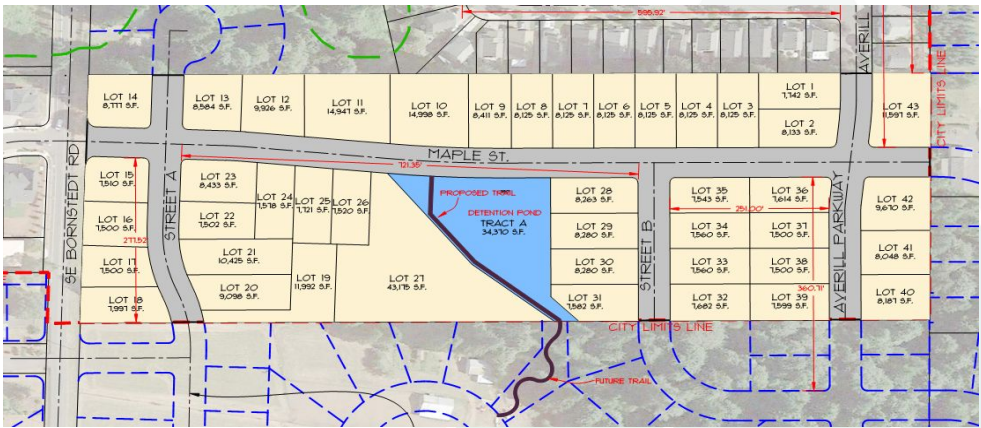 595.92'
AVERILL
CITY LIMITS LINE
LOT 14
8,777 S.F.
LOT 13
8,584 S.F.
LOT 12
9,926 S.F.
LOT 11
14,947 S.F.
LOT 10
14,998 S.F.
LOT 9
8,411 S.F.
LOT 8
8,125 S.F.
LOT 7
8,125 S.F.
LOT 6
8,125 S.F.
LOT 5
8,125 S.F.
LOT 4
8,125 S.F.
LOT 3
8,125 S.F.
LOT 1
7,742 S.F.
LOT 2
8,133 S.F.
LOT 43
11,597 S.F.
MAPLE ST.
721.35'
SE BORNSTEDT RD
STREET A
LOT 15
7,510 S.F.
LOT 16
7,500 S.F.
277.52'
LOT 17
7,500 S.F.
LOT 18
7,997 S.F.
LOT 23
8,433 S.F.
LOT 22
7,502 S.F.
LOT 24
7,578 S.F.
LOT 25
7,721 S.F.
LOT 26
7,520 S.F.
LOT 21
10,425 S.F.
LOT 20
9,098 S.F.
LOT 19
11,992 S.F.
LOT 27
43,175 S.F.
PROPOSED TRAIL
DETENTION POND
TRACT A
34,370 S.F.
LOT 28
8,263 S.F.
LOT 29
8,280 S.F.
LOT 30
8,280 S.F.
LOT 31
7,582 S.F.
STREET B
LOT 35
7,543 S.F.
LOT 36
7,614 S.F.
251.00'
LOT 34
7,560 S.F.
LOT 37
7,500 S.F.
LOT 33
7,560 S.F.
LOT 38
7,500 S.F.
LOT 32
7,682 S.F.
LOT 39
7,599 S.F.
360.71'
AVERILL PARKWAY
LOT 42
9,670 S.F.
LOT 41
8,048 S.F.
LOT 40
8,187 S.F.
CITY LIMITS LINE
FUTURE TRAIL